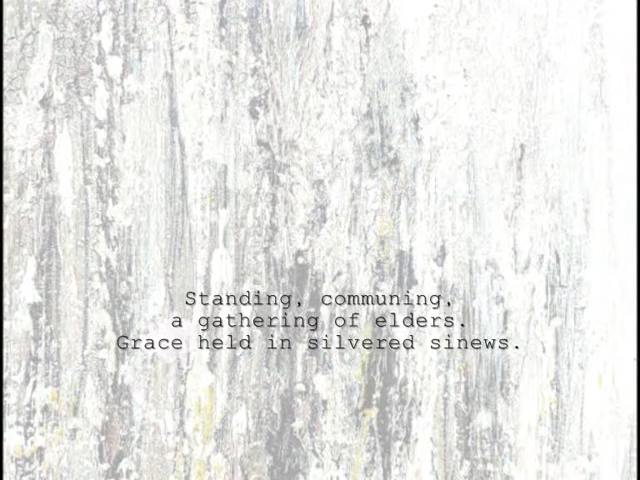 Standing, communing,
a gathering of elders.
Grace held in silvered sinews.